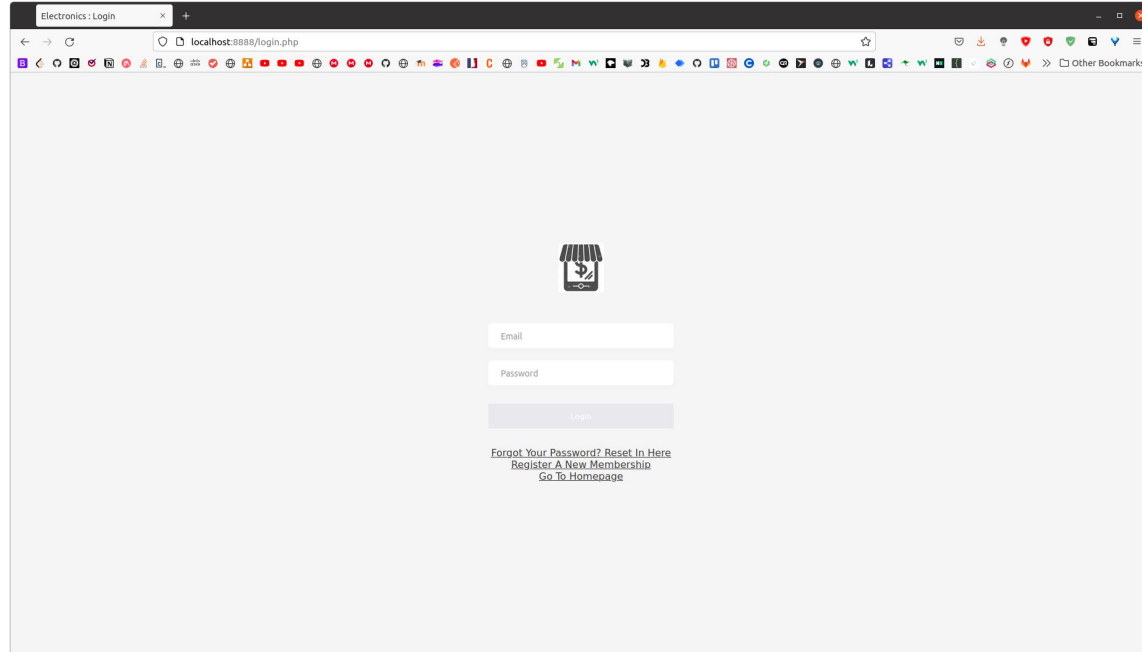 Electronics : Login
localhost:8888/login.php
Other Bookmarks
Email
Password
Login
Forgot Your Password? Reset In Here
Register A New Membership
Go To Homepage